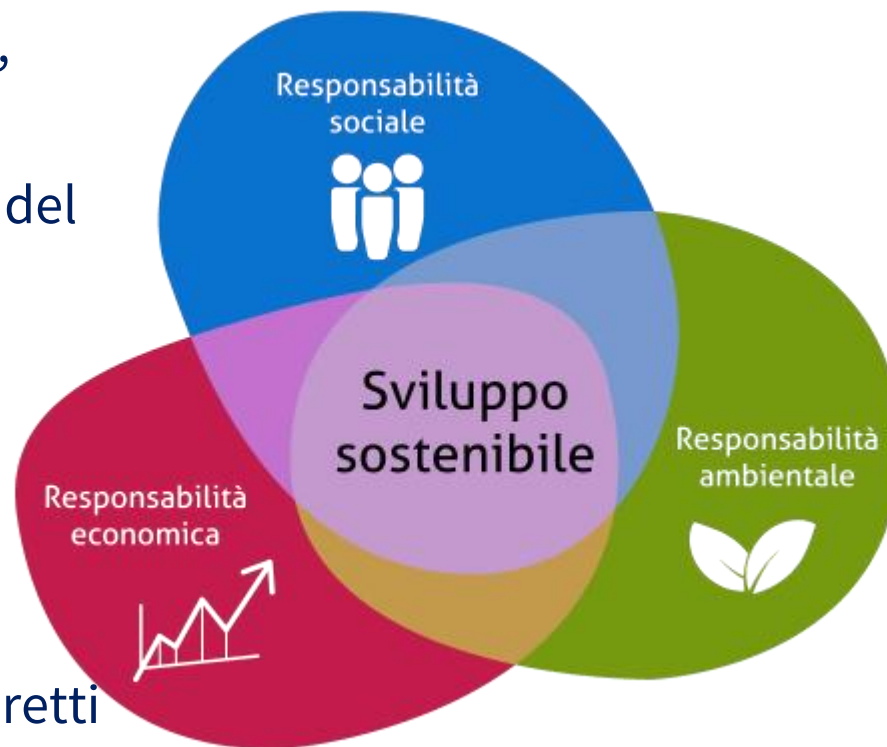 ,
Responsabilità
sociale
del
Sviluppo
sostenibile
Responsabilità
ambientale
Responsabilità
economica
retti